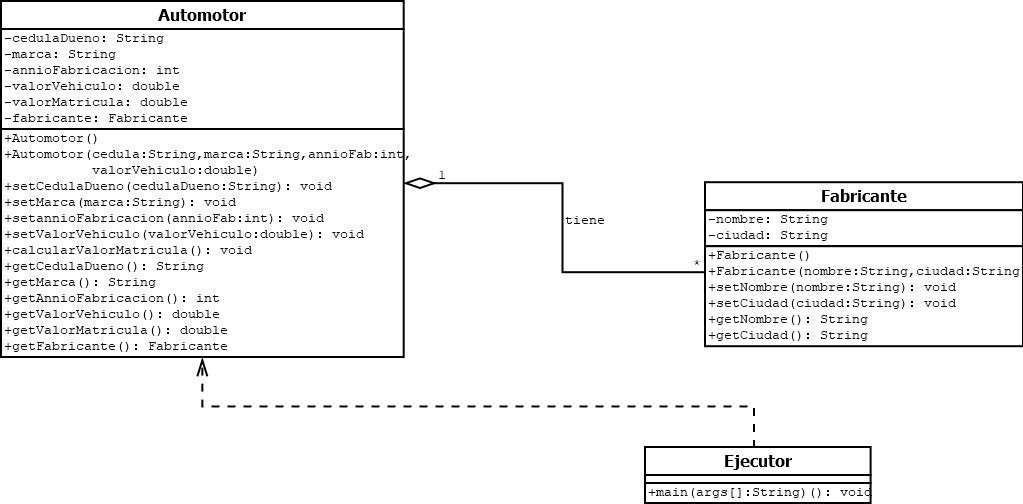 Automotor
-cedulaDueno: String
-marca: String
-annioFabricacion: int
-valorVehiculo: double
-valorMatricula: double
-fabricante: Fabricante
+Automotor()
+Automotor(cedula:String,marca:String,annioFab:int,
valorVehiculo:double)
+setCedulaDueno(cedulaDueno:String): void
+setMarca(marca:String): void
+setannioFabricacion(annioFab:int): void
+setValorVehiculo(valorVehiculo:double): void
+calcularValorMatricula(): void
+getCedulaDueno(): String
+getMarca(): String
+getAnnioFabricacion(): int
+getValorVehiculo(): double
+getValorMatricula(): double
+getFabricante(): Fabricante
1
tiene
*
Fabricante
-nombre: String
-ciudad: String
+Fabricante()
+Fabricante(nombre:String,ciudad:String
+setNombre(nombre:String): void
+setCiudad(ciudad:String): void
+getNombre(): String
+getCiudad(): String
Ejecutor
+main(args[]:String)(): void